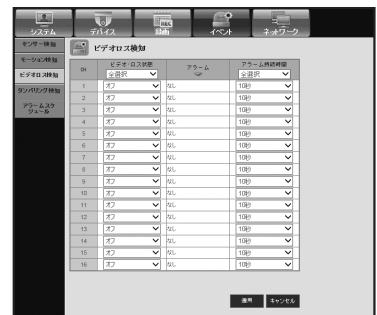 システム デバイス 録画 イベント ネットワーク
REC
センサー検知
モーション検知
ビデオロス検知
タンパリング検知
アラームスケジュール
ビデオロス検知
CH ビデオ・ロス状態 アラーム アラーム持続時間
全選択 全選択
1 オフ なし 10秒
2 オフ なし 10秒
3 オフ なし 10秒
4 オフ なし 10秒
5 オフ なし 10秒
6 オフ なし 10秒
7 オフ なし 10秒
8 オフ なし 10秒
9 オフ なし 10秒
10 オフ なし 10秒
11 オフ なし 10秒
12 オフ なし 10秒
13 オフ なし 10秒
14 オフ なし 10秒
15 オフ なし 10秒
16 オフ なし 10秒
適用 キャンセル